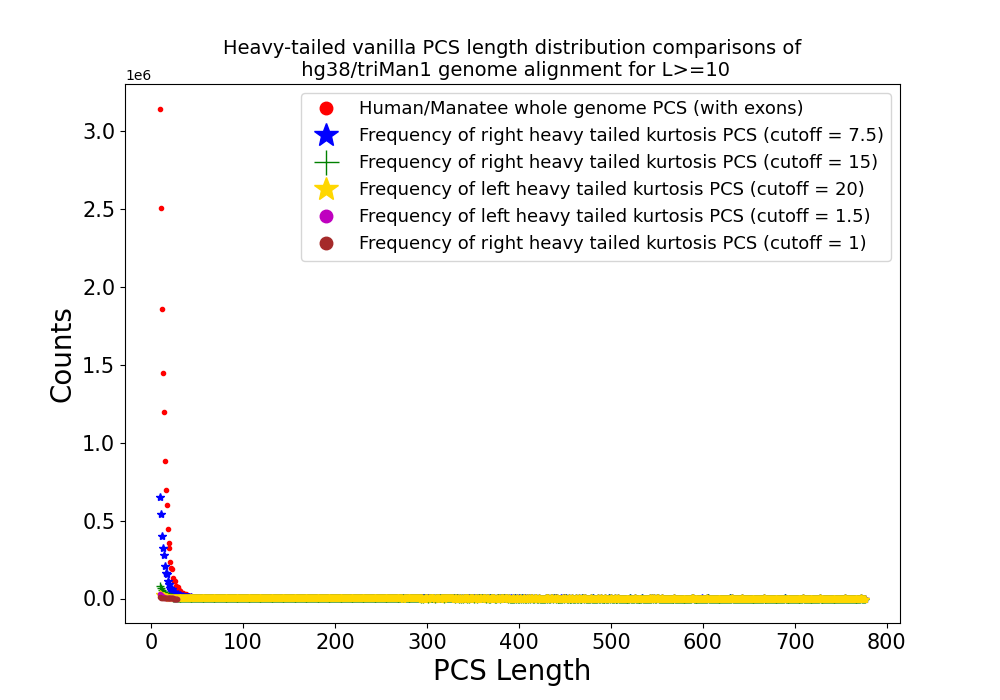 Heavy-tailed vanilla PCS length distribution comparisons of
hg38/triMan1 genome alignment for L>=10
1e6
Human/Manatee whole genome PCS (with exons)
Frequency of right heavy tailed kurtosis PCS (cutoff = 7.5)
Frequency of right heavy tailed kurtosis PCS (cutoff = 15)
Frequency of left heavy tailed kurtosis PCS (cutoff = 20)
Frequency of left heavy tailed kurtosis PCS (cutoff = 1.5)
Frequency of right heavy tailed kurtosis PCS (cutoff = 1)
Counts
3.0
2.5
2.0
1.5
1.0
0.5
0.0
0 100 200 300 400 500 600 700 800
PCS Length